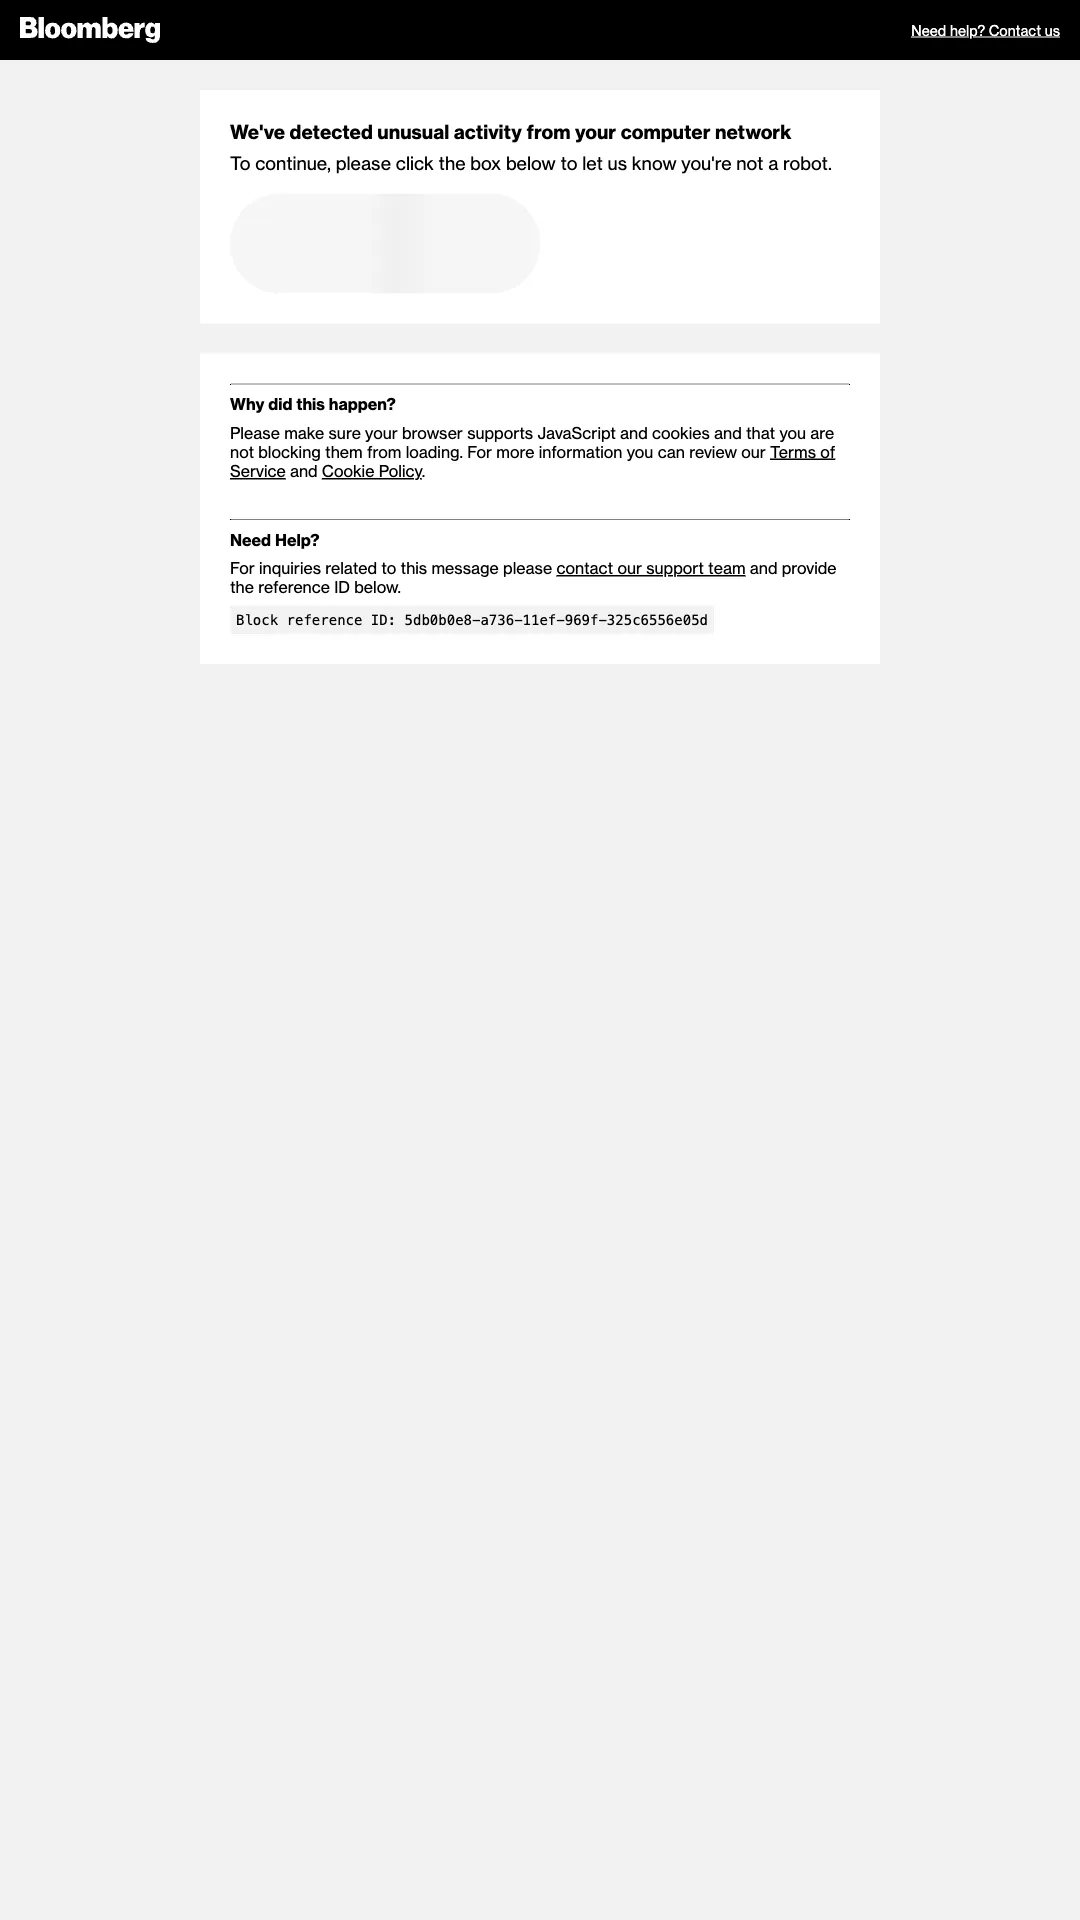 Bloomberg
Need help? Contact us
We've detected unusual activity from your computer network
To continue, please click the box below to let us know you're not a robot.
Why did this happen?
Please make sure your browser supports JavaScript and cookies and that you are
not blocking them from loading. For more information you can review our Terms of
Service and Cookie Policy.
Need Help?
For inquiries related to this message please contact our support team and provide
the reference ID below.
Block reference ID: 5db0b0e8-a736-11ef-969f-325c6556e05d